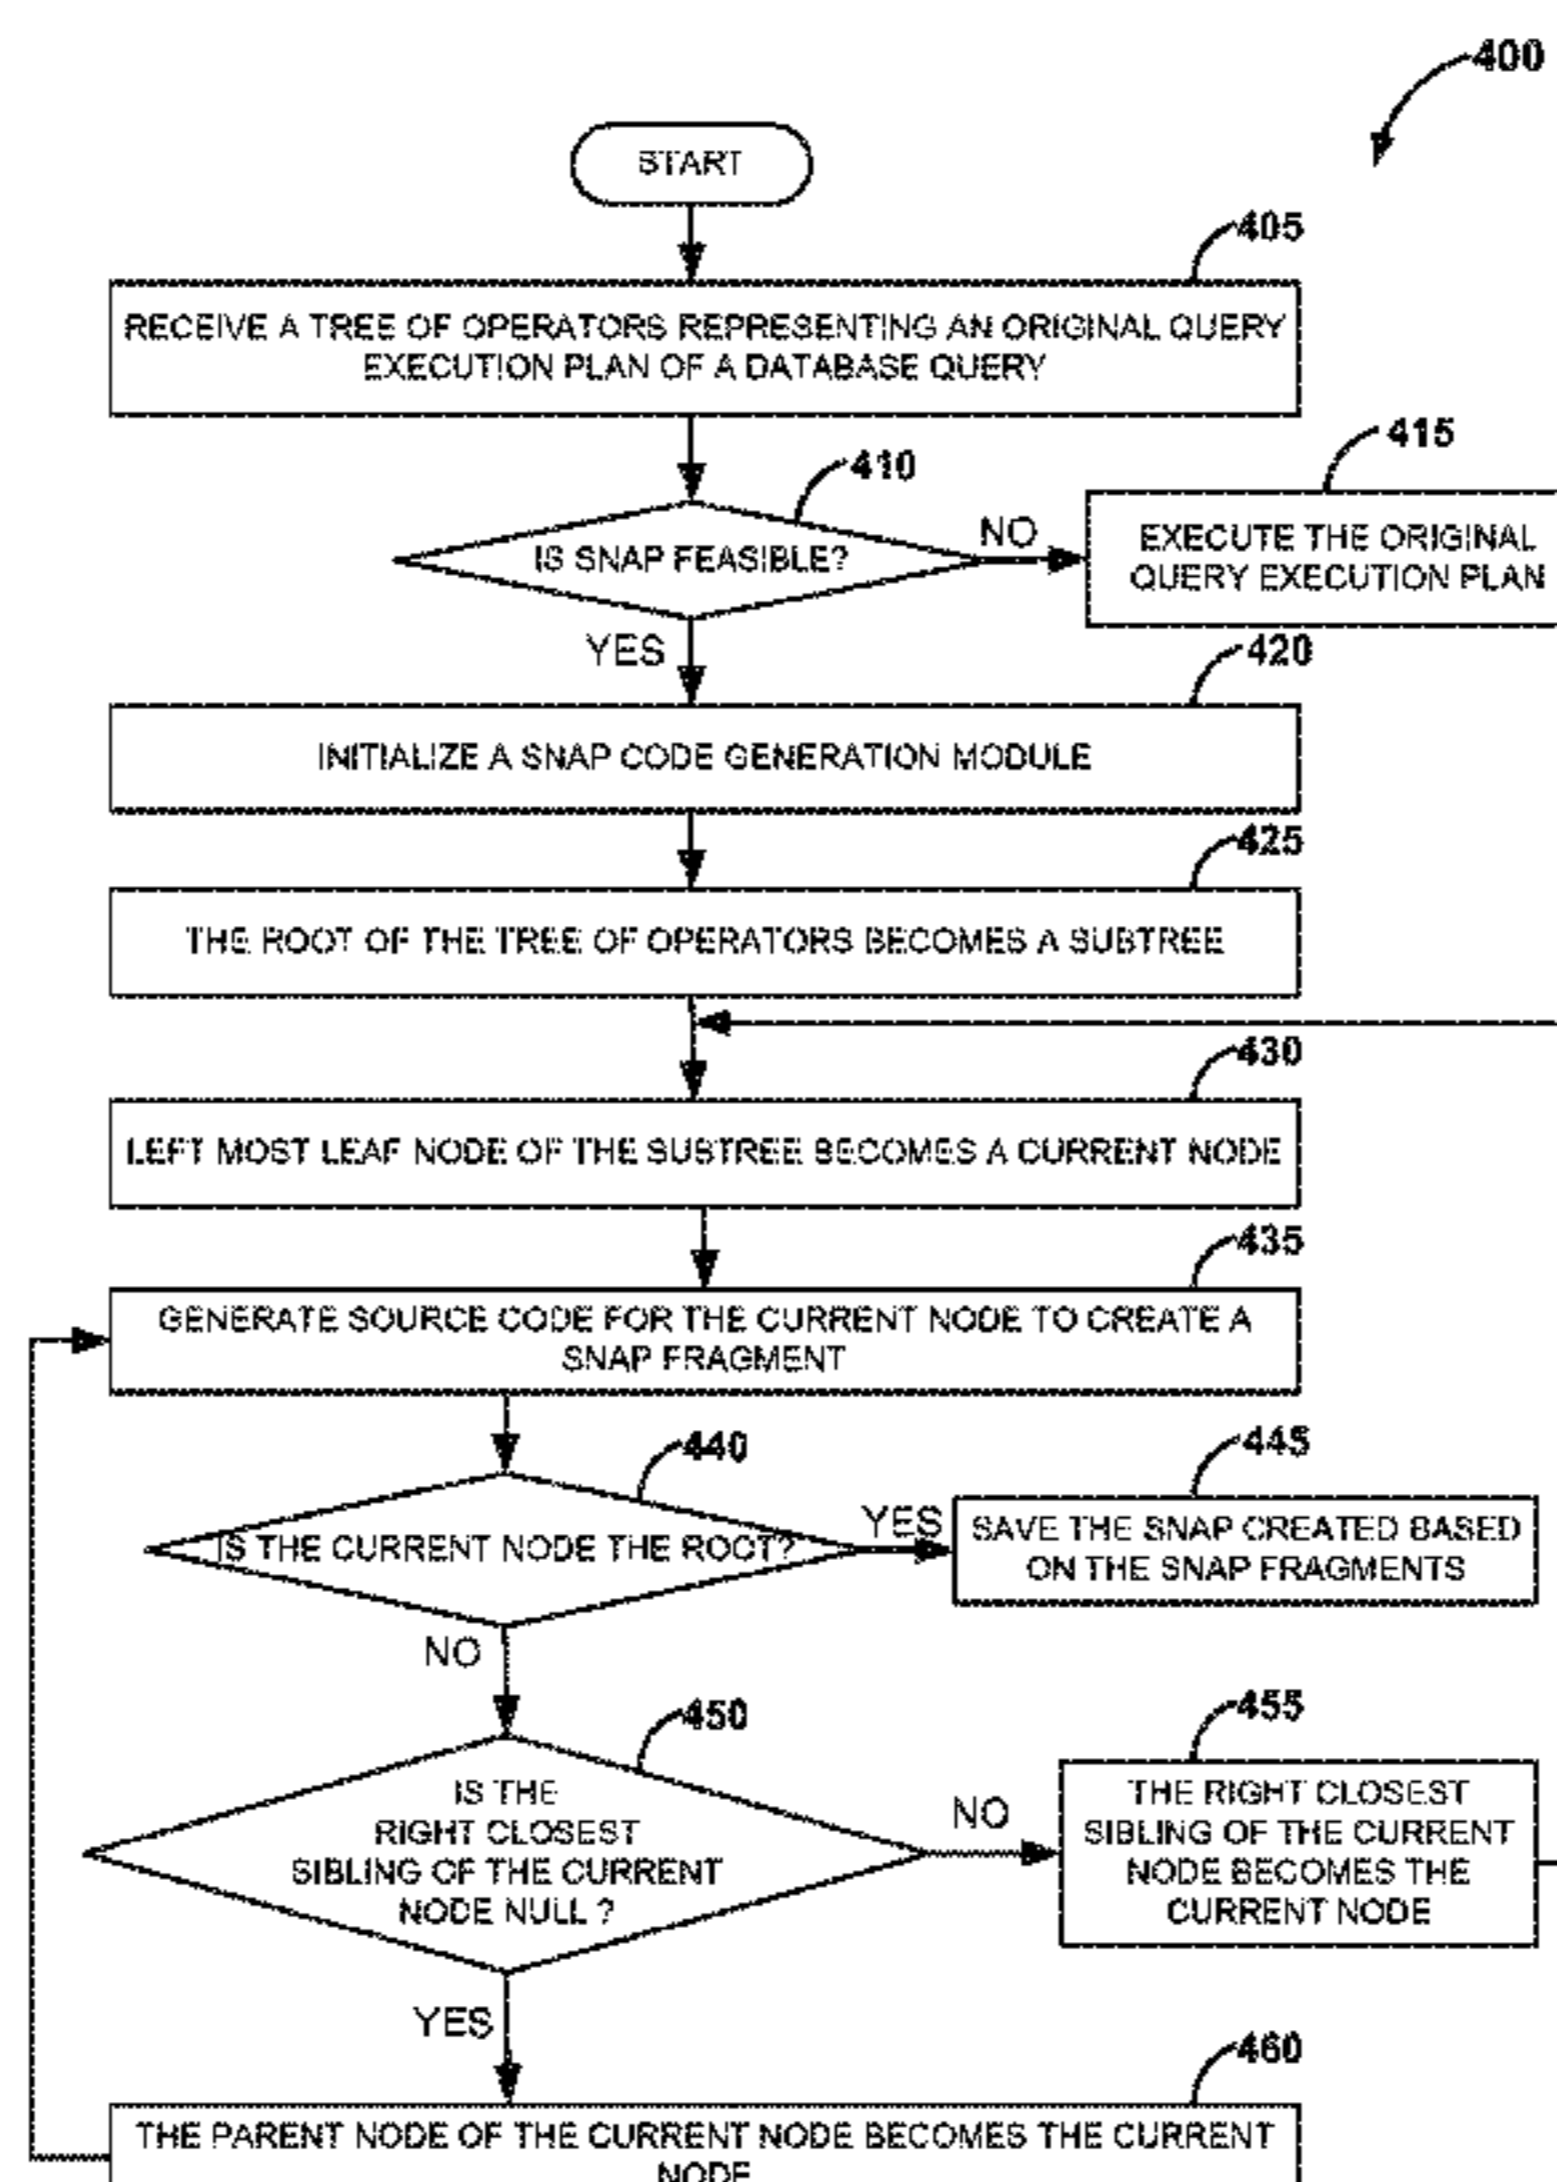 400
START
405
RECEIVE A TREE OF OPERATORS REPRESENTING AN ORIGINAL QUERY
EXECUTION PLAN OF A DATABASE QUERY
410
IS SNAP FEASIBLE?
NO
415
EXECUTE THE ORIGINAL
QUERY EXECUTION PLAN
YES
420
INITIALIZE A SNAP CODE GENERATION MODULE
425
THE ROOT OF THE TREE OF OPERATORS BECOMES A SUBTREE
430
LEFT MOST LEAF NODE OF THE SUBTREE BECOMES A CURRENT NODE
435
GENERATE SOURCE CODE FOR THE CURRENT NODE TO CREATE A
SNAP FRAGMENT
440
IS THE CURRENT NODE THE ROOT?
YES
445
SAVE THE SNAP CREATED BASED
ON THE SNAP FRAGMENTS
NO
450
IS THE
RIGHT CLOSEST
SIBLING OF THE CURRENT
NODE NULL ?
NO
455
THE RIGHT CLOSEST
SIBLING OF THE CURRENT
NODE BECOMES THE
CURRENT NODE
YES
460
THE PARENT NODE OF THE CURRENT NODE BECOMES THE CURRENT
NODE